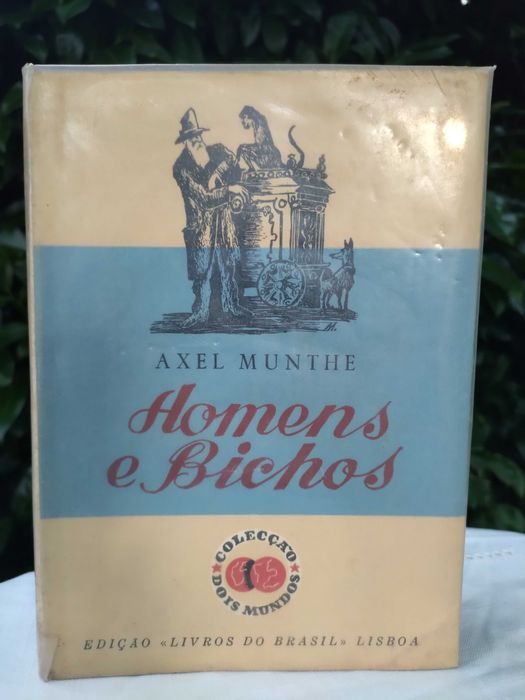 AXEL MUNTHE
Homens
e Bichos
COLECÇÃO
DOIS MUNDOS
EDIÇÃO «LIVROS DO BRASIL» LISBOA